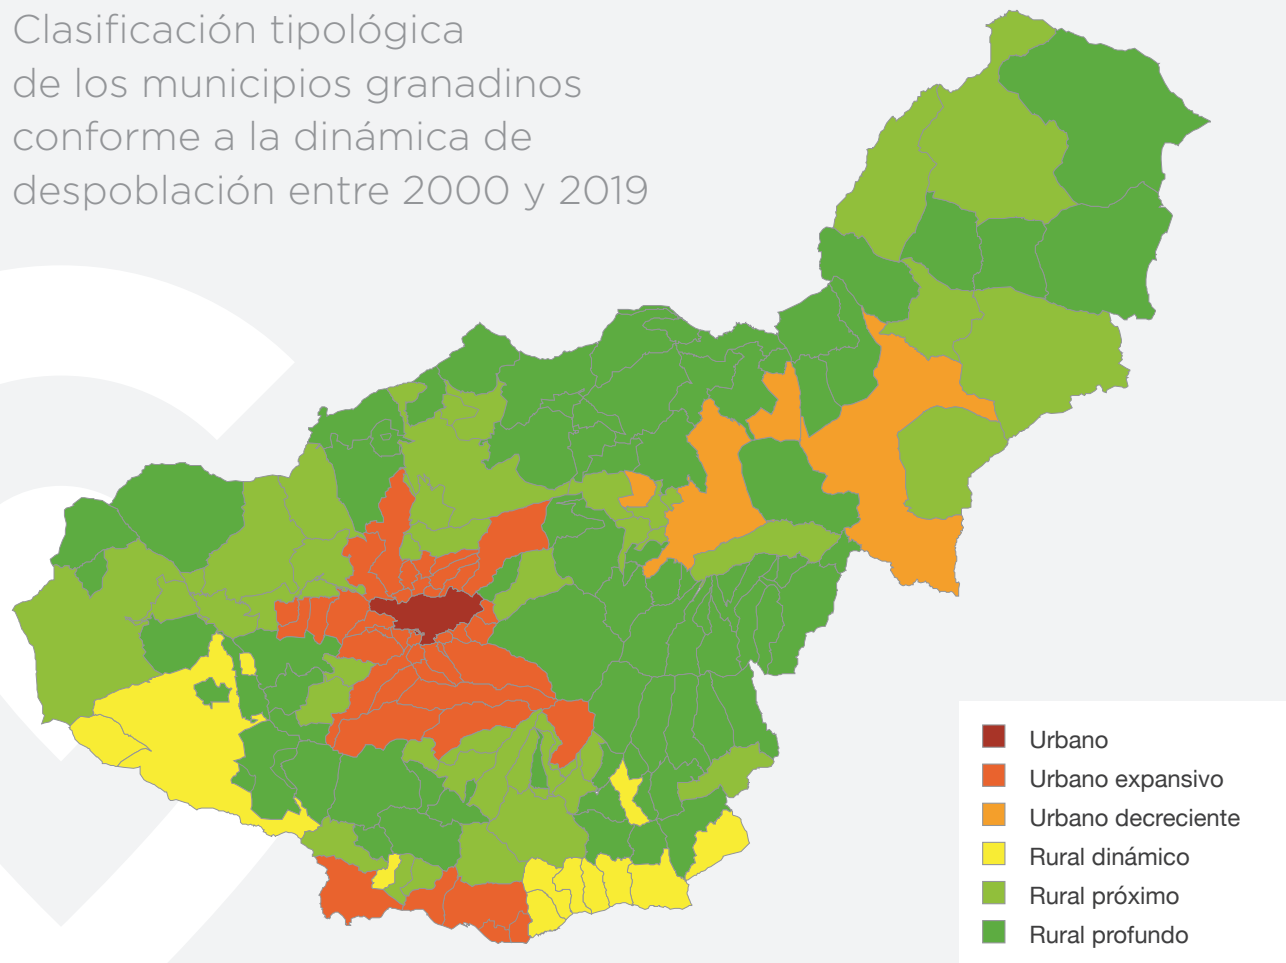 Clasificación tipológica
de los municipios granadinos
conforme a la dinámica de
despoblación entre 2000 y 2019
Urbano
Urbano expansivo
Urbano decreciente
Rural dinámico
Rural próximo
Rural profundo